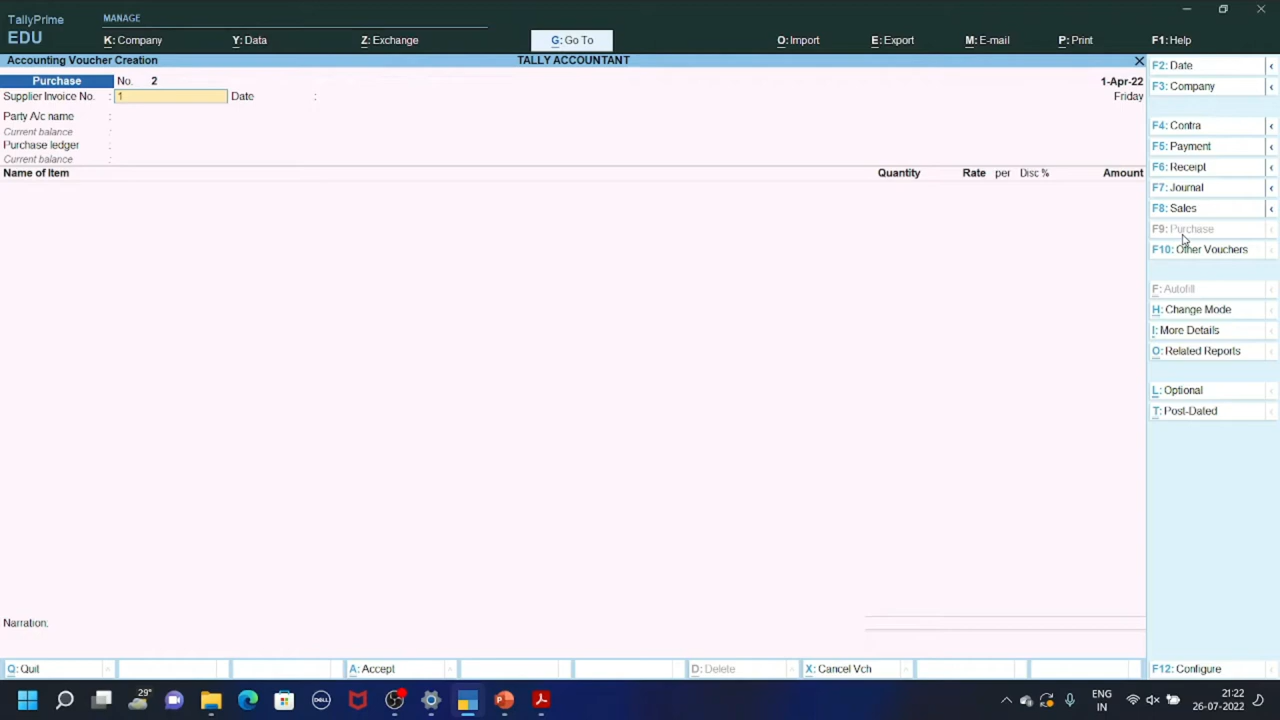 TallyPrime
EDU
MANAGE
K: Company
Y: Data
Z: Exchange
G: Go To
O: Import
E: Export
M: E-mail
P: Print
F1: Help
Accounting Voucher Creation
TALLY ACCOUNTANT
Purchase No. 2
1-Apr-22
Supplier Invoice No. : 1 Date :
Friday
Party A/c name :
Current balance :
Purchase ledger :
Current balance :
Name of Item Quantity Rate per Disc % Amount
F2: Date
F3: Company
F4: Contra
F5: Payment
F6: Receipt
F7: Journal
F8: Sales
F9: Purchase
F10: Other Vouchers
F: Autofill
H: Change Mode
I: More Details
O: Related Reports
L: Optional
T: Post-Dated
Narration:
Q: Quit
A: Accept
D: Delete
X: Cancel Vch
F12: Configure
29°
DELL
ENG
IN
21:22
26-07-2022